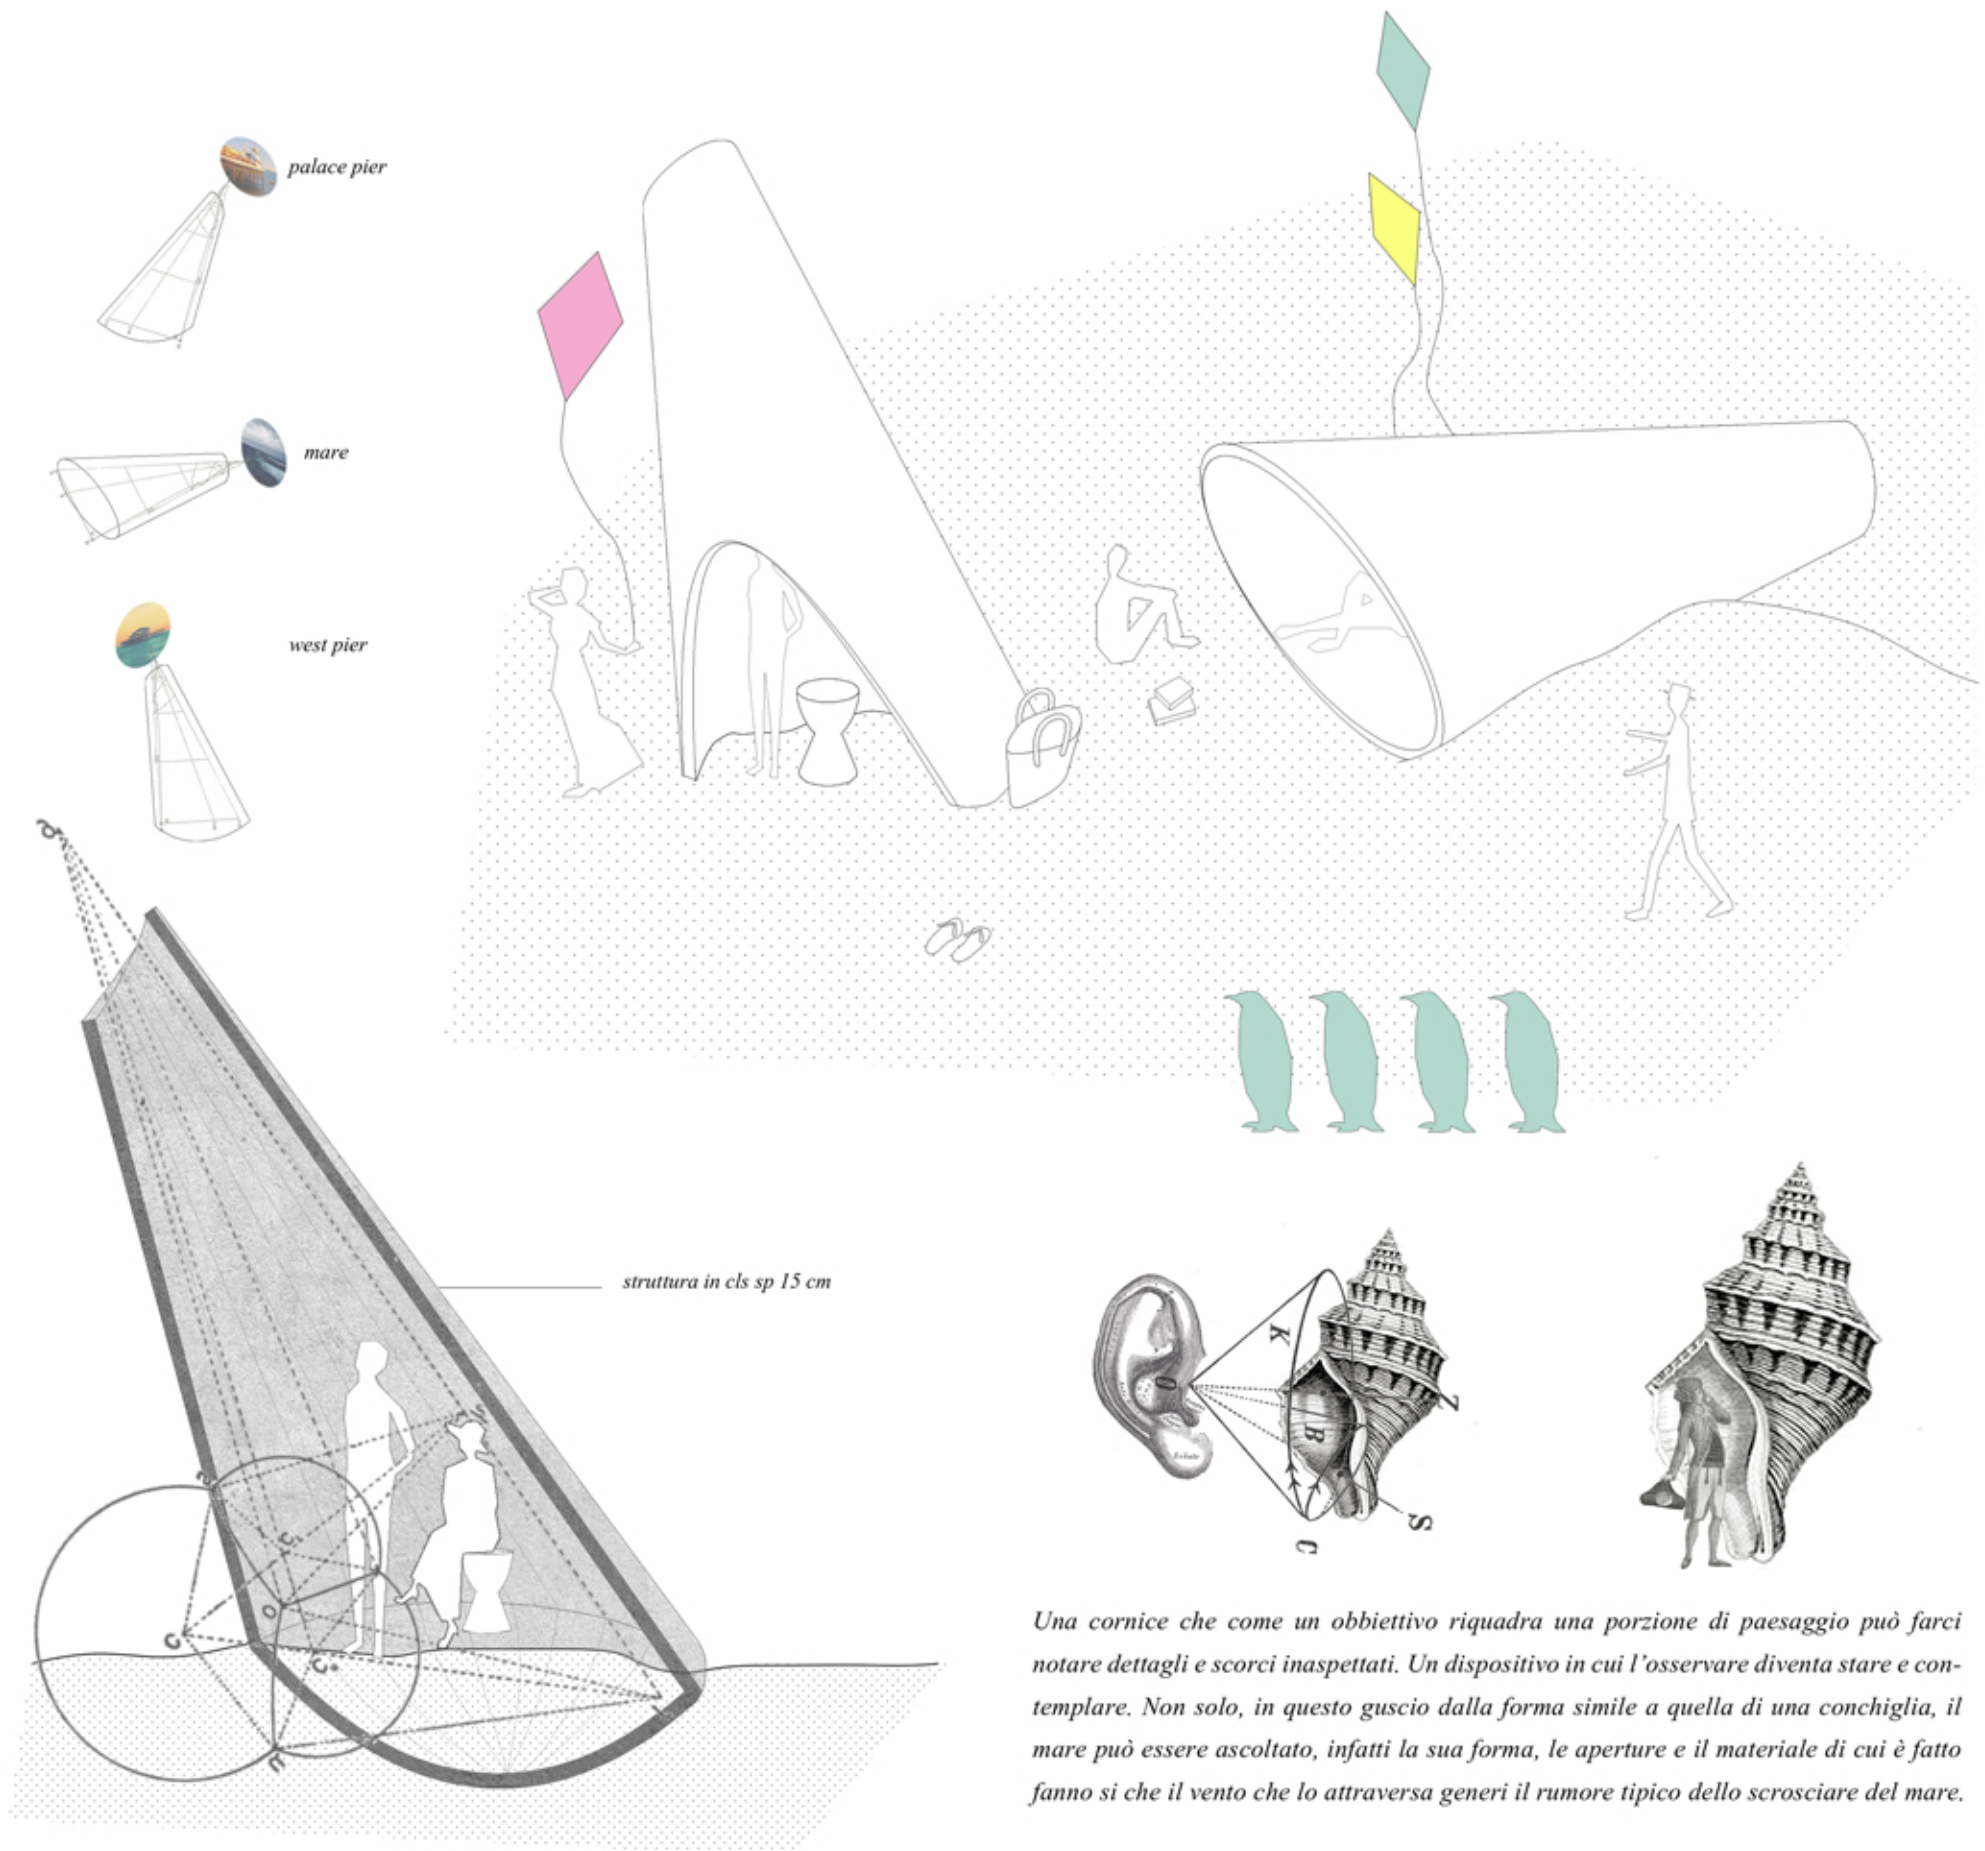 palace pier
mare
west pier
struttura in cls sp 15 cm
K
O
B
Z
S
C
Una cornice che come un obbiettivo riquadra una porzione di paesaggio può farci
notare dettagli e scorci inaspettati. Un dispositivo in cui l'osservare diventa stare e con-
templare. Non solo, in questo guscio dalla forma simile a quella di una conchiglia, il
mare può essere ascoltato, infatti la sua forma, le aperture e il materiale di cui è fatto
fanno si che il vento che lo attraversa generi il rumore tipico dello scrosciare del mare.